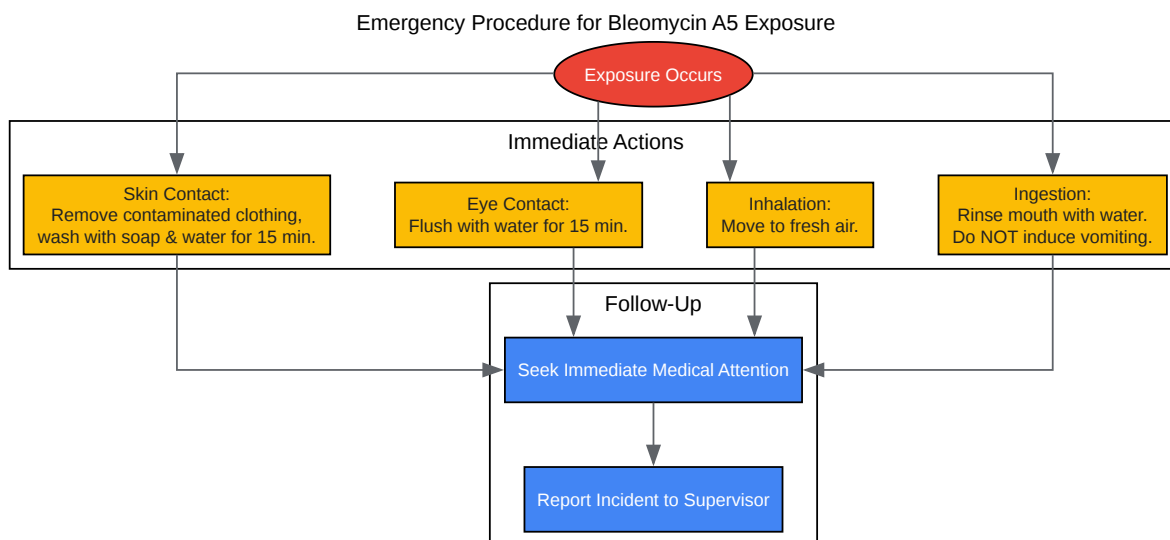 Emergency Procedure for Bleomycin A5 Exposure
Exposure Occurs
Immediate Actions
Skin Contact:
Remove contaminated clothing,
wash with soap & water for 15 min.
Eye Contact:
Flush with water for 15 min.
Inhalation:
Move to fresh air.
Ingestion:
Rinse mouth with water.
Do NOT induce vomiting.
Follow-Up
Seek Immediate Medical Attention
Report Incident to Supervisor